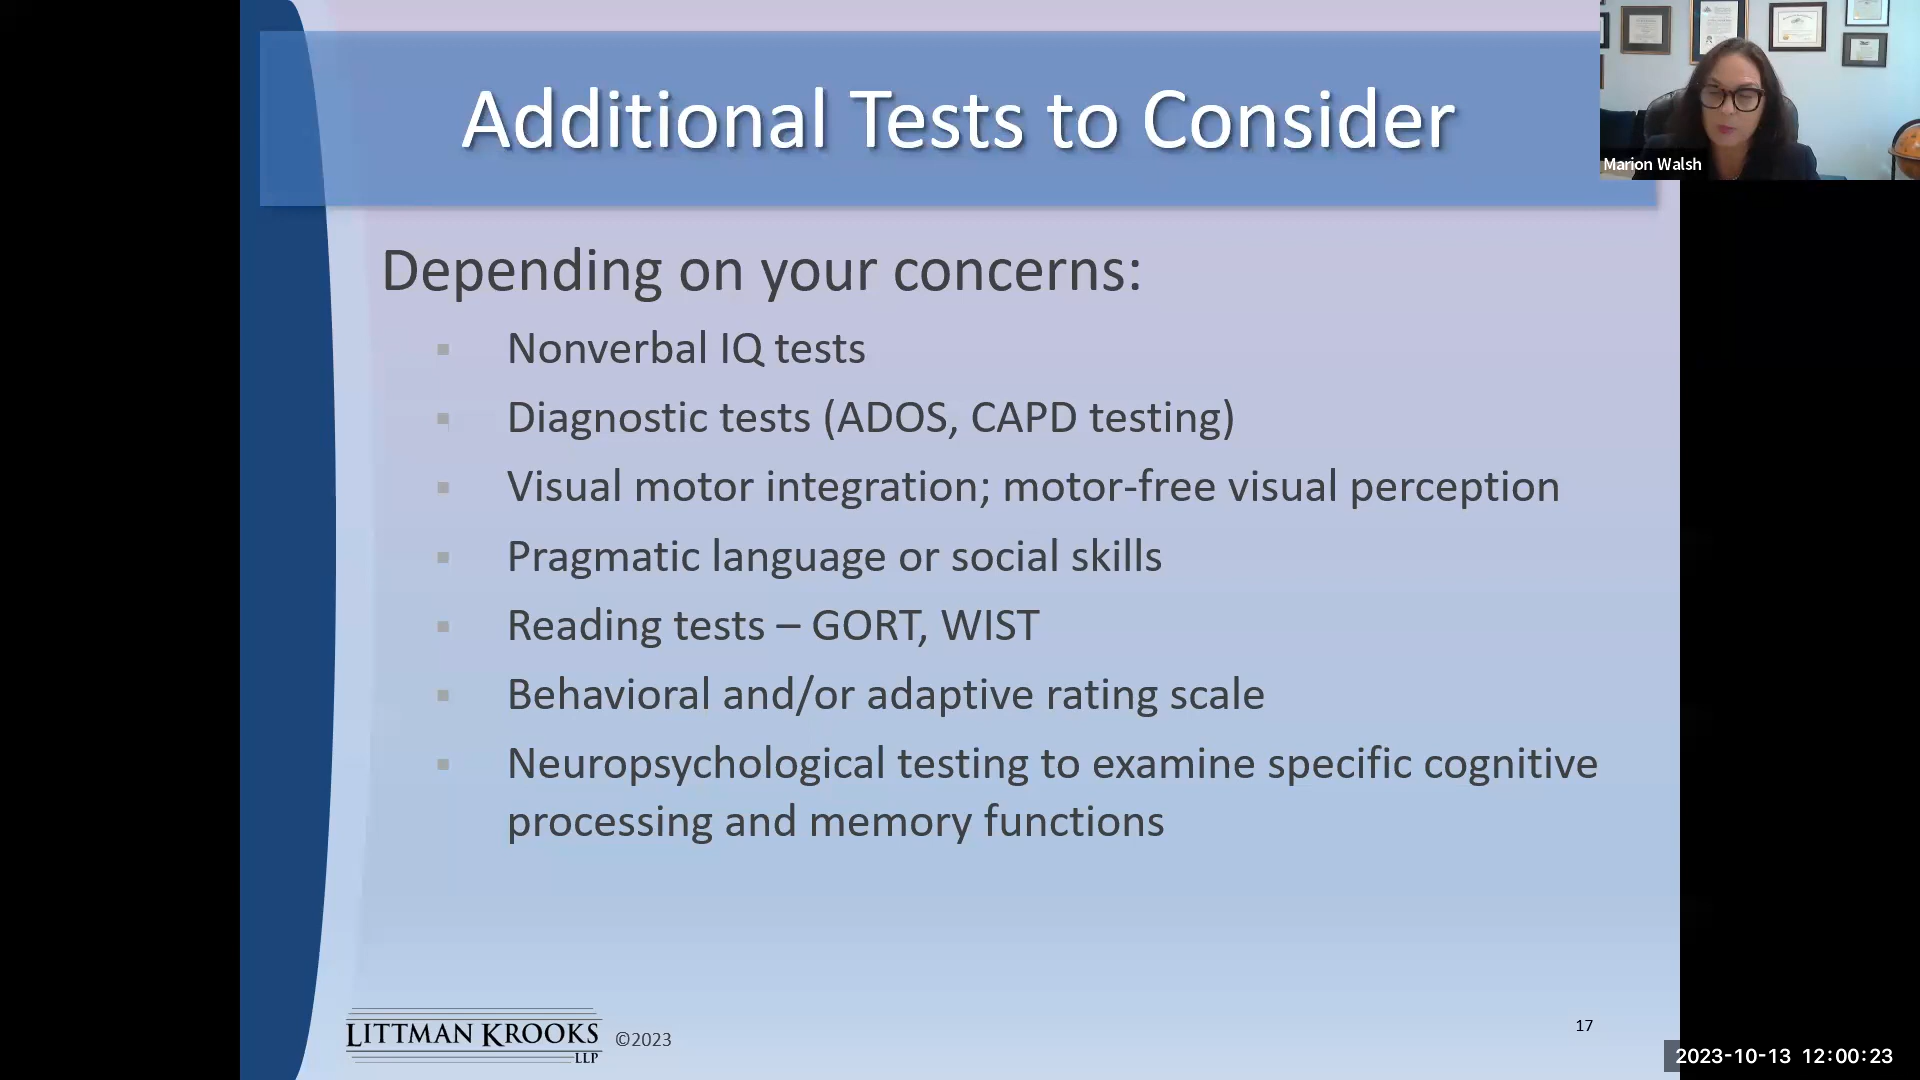 Additional Tests to Consider
Marion Walsh
Depending on your concerns:
Nonverbal IQ tests
Diagnostic tests (ADOS, CAPD testing)
Visual motor integration; motor-free visual perception
Pragmatic language or social skills
Reading tests – GORT, WIST
Behavioral and/or adaptive rating scale
Neuropsychological testing to examine specific cognitive
processing and memory functions
LITTMAN KROOKS
LLP
©2023
17
2023-10-13 12:00:23